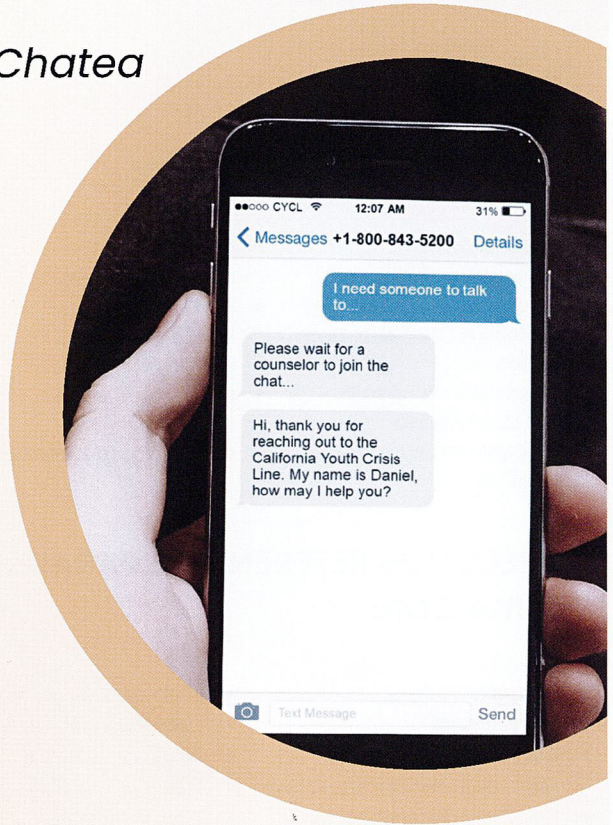 Chatea
CYCL 12:07 AM 31%
Messages +1-800-843-5200 Details
I need someone to talk
to...
Please wait for a
counselor to join the
chat...
Hi, thank you for
reaching out to the
California Youth Crisis
Line. My name is Daniel,
how may I help you?
Text Message Send